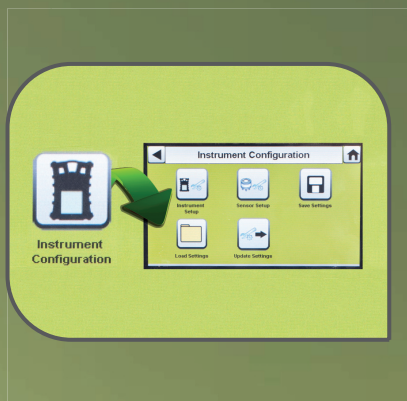 Instrument
Configuration
Instrument Configuration
Instrument
Setup
Sensor Setup
Save Settings
Load Settings
Update Settings